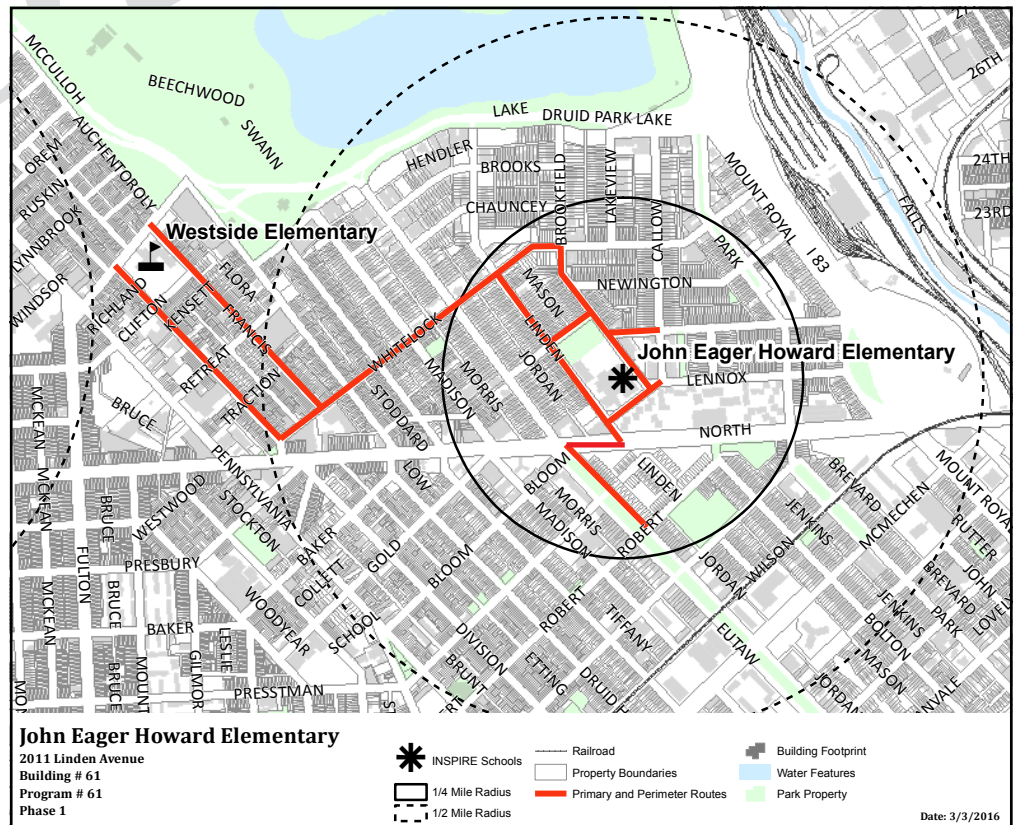 MCCULLOH
BEECHWOOD
SWANN
LAKE
DRUID PARK LAKE
26TH
24TH
23RD
OREM
AUCHENTOROLY
RUSKIN
LYNNBROOK
WINDSOR
HENDLER
BROOKS
CHAUNCEY
BROOKFIELD
LAKEVIEW
CALLOW
MOUNT ROYAL
PARK
I 83
FALLS
Westside Elementary
RICHLAND
CLIFTON
KENSETT
FLORA
FRANCIS
RETREAT
TRACTION
WHITELOCK
MASON
LINDEN
JORDAN
NEWINGTON
John Eager Howard Elementary
LENNOX
NORTH
MADISON
MORRIS
STODDARD
LOW
BRUCE
MCKEAN
MCKEAN
MCKEAN
FULTON
BRUCE
BRUCE
BRUCE
WESTWOOD
PENNSYLVANIA
STOCKTON
PRESBURY
BAKER
COLLETT
GOLD
BLOOM
BLOOM
MORRIS
MADISON
LINDEN
ROBERT
JORDAN
WILSON
JENKINS
BREVARD
MCMECHEN
MOUNT ROYA
RUTTER
JOHN
LOVELN
BREVARD
PARK
JENKINS
BOLTON
MASON
JORDAN
ANVALE
EUTAW
ROBERT
TIFFANY
DIVISION
ETTING
DRUID H
BRUNT
SCHOOL
WOODYEAR
BAKER
MOUNT
GILMOR
LESLIE
PRESSTMAN
John Eager Howard Elementary
2011 Linden Avenue
Building # 61
Program # 61
Phase 1
INSPIRE Schools
1/4 Mile Radius
1/2 Mile Radius
Railroad
Property Boundaries
Primary and Perimeter Routes
Building Footprint
Water Features
Park Property
Date: 3/3/2016